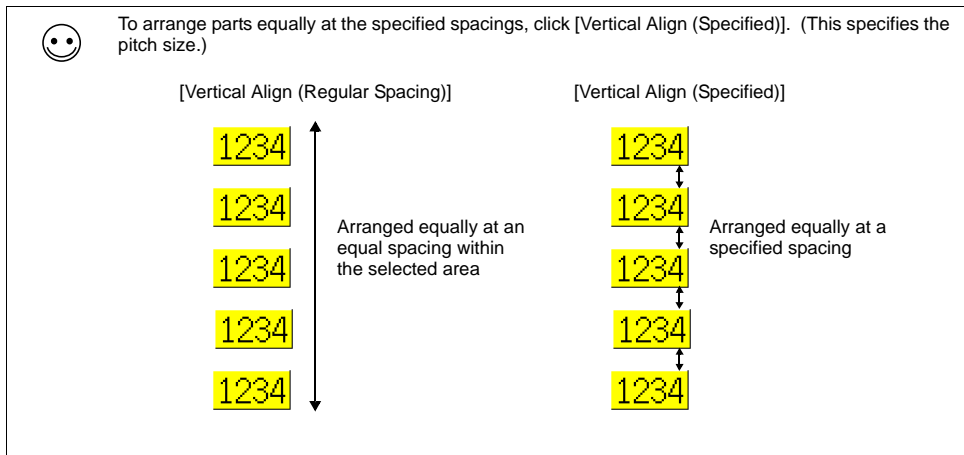 To arrange parts equally at the specified spacings, click [Vertical Align (Specified)].  (This specifies the
pitch size.)
[Vertical Align (Regular Spacing)]
[Vertical Align (Specified)]
1234
1234
1234
1234
1234
Arranged equally at an
equal spacing within
the selected area
1234
1234
1234
1234
1234
Arranged equally at a
specified spacing